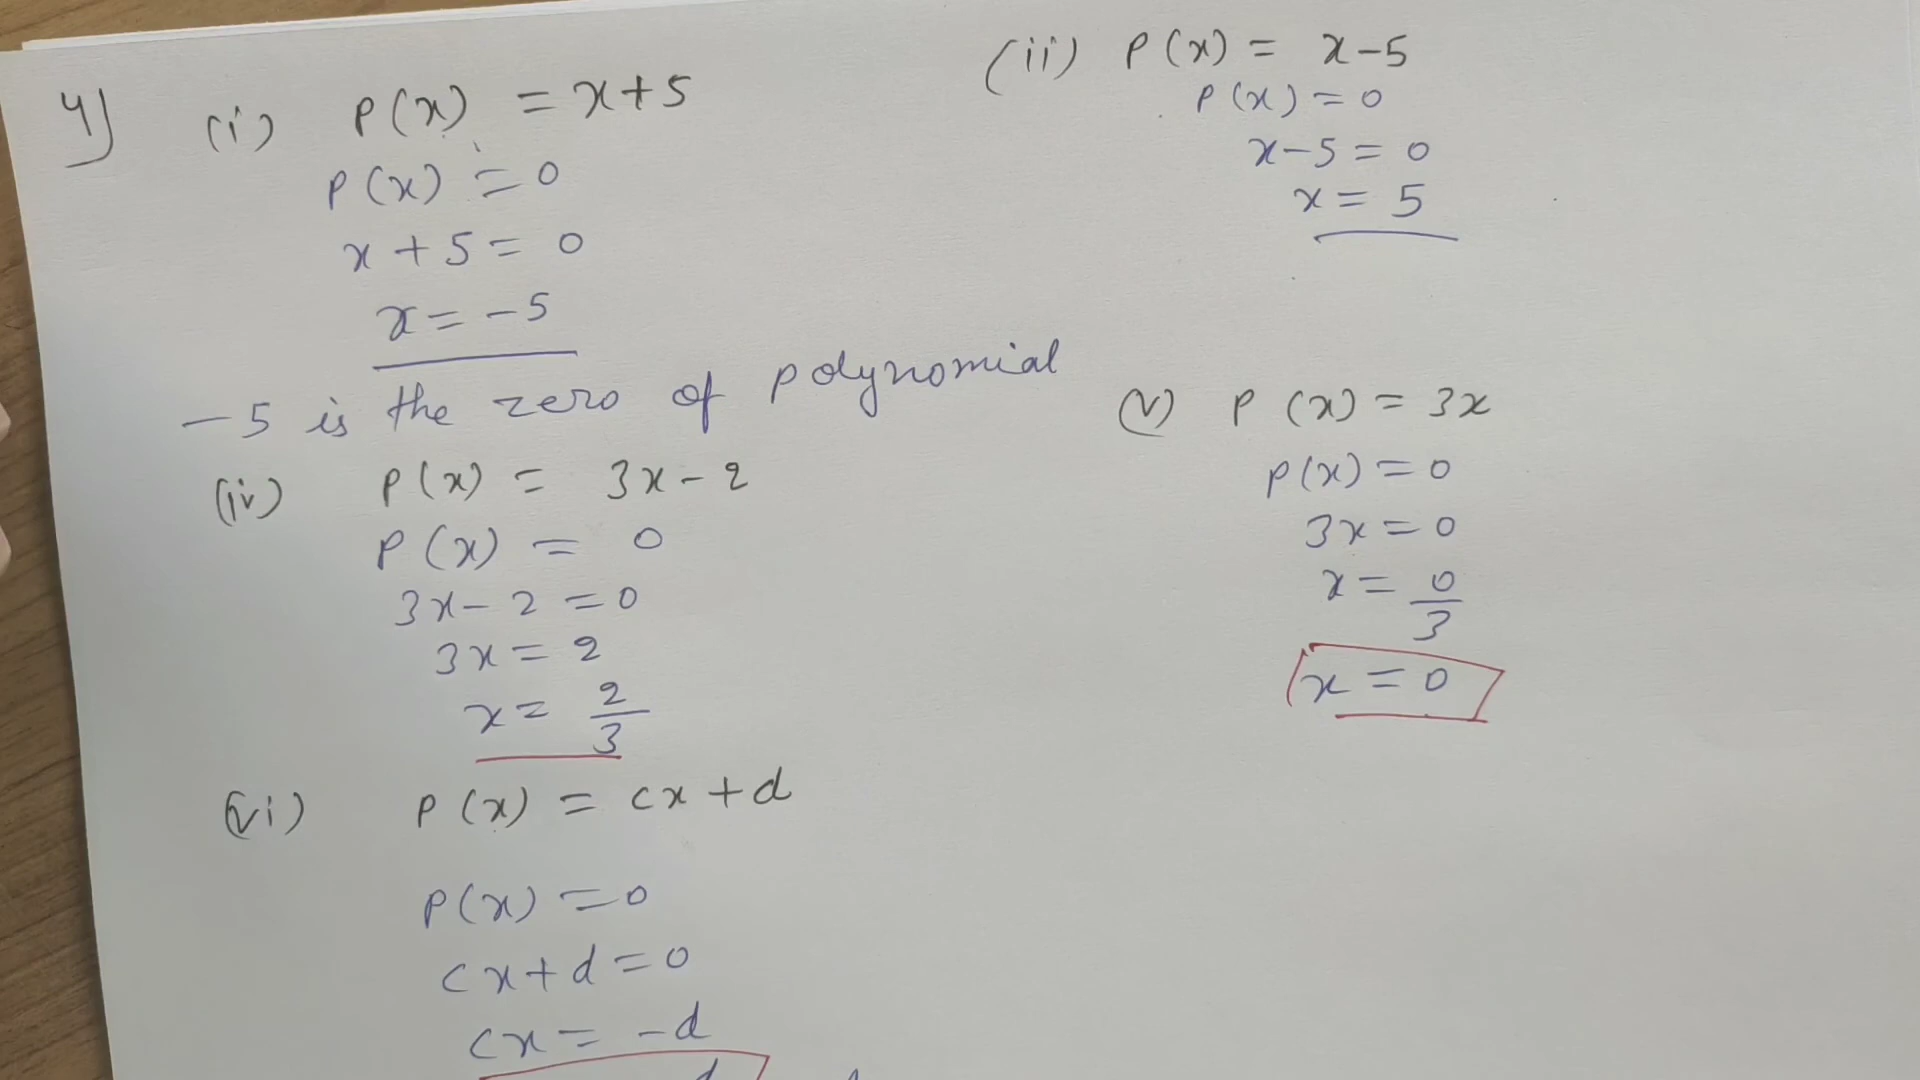 4) (i) P(x) = x+5
P(x) = 0
x + 5 = 0
x = -5
-5 is the zero of polynomial
(ii) P(x) = x-5
P(x) = 0
x-5 = 0
x = 5
(iv) P(x) = 3x-2
P(x) = 0
3x-2 = 0
3x = 2
x = 2/3
(v) P(x) = 3x
P(x) = 0
3x = 0
x = 0/3
x = 0
(vi) P(x) = cx+d
P(x) = 0
cx+d = 0
cx = -d